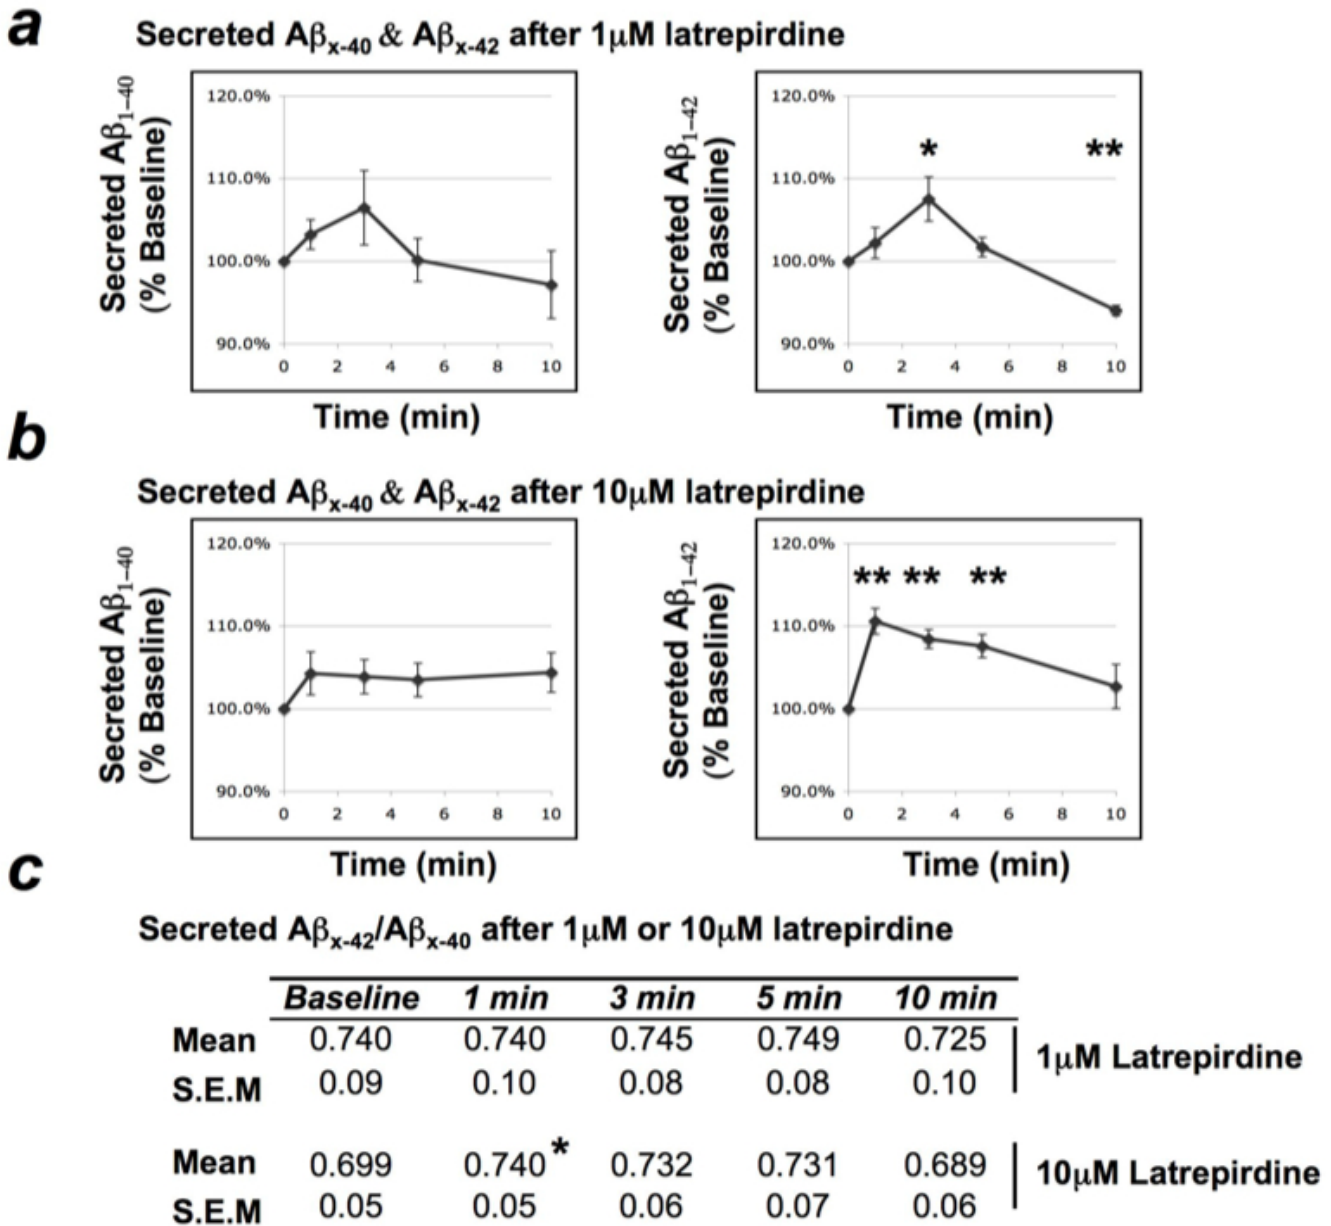 a
Secreted Aβx-40 & Aβx-42 after 1μM latrepirdine
Secreted Aβ1–40
(% Baseline)
120.0%
110.0%
100.0%
90.0%
0 2 4 6 8 10
Time (min)
Secreted Aβ1–42
(% Baseline)
120.0%
110.0%
100.0%
90.0%
* **
0 2 4 6 8 10
Time (min)
b
Secreted Aβx-40 & Aβx-42 after 10μM latrepirdine
Secreted Aβ1–40
(% Baseline)
120.0%
110.0%
100.0%
90.0%
0 2 4 6 8 10
Time (min)
Secreted Aβ1–42
(% Baseline)
120.0%
110.0%
100.0%
90.0%
** ** **
0 2 4 6 8 10
Time (min)
c
Secreted Aβx-42/Aβx-40 after 1μM or 10μM latrepirdine
Baseline 1 min 3 min 5 min 10 min
Mean 0.740 0.740 0.745 0.749 0.725
1μM Latrepirdine
S.E.M 0.09 0.10 0.08 0.08 0.10
Mean 0.699 0.740* 0.732 0.731 0.689
10μM Latrepirdine
S.E.M 0.05 0.05 0.06 0.07 0.06